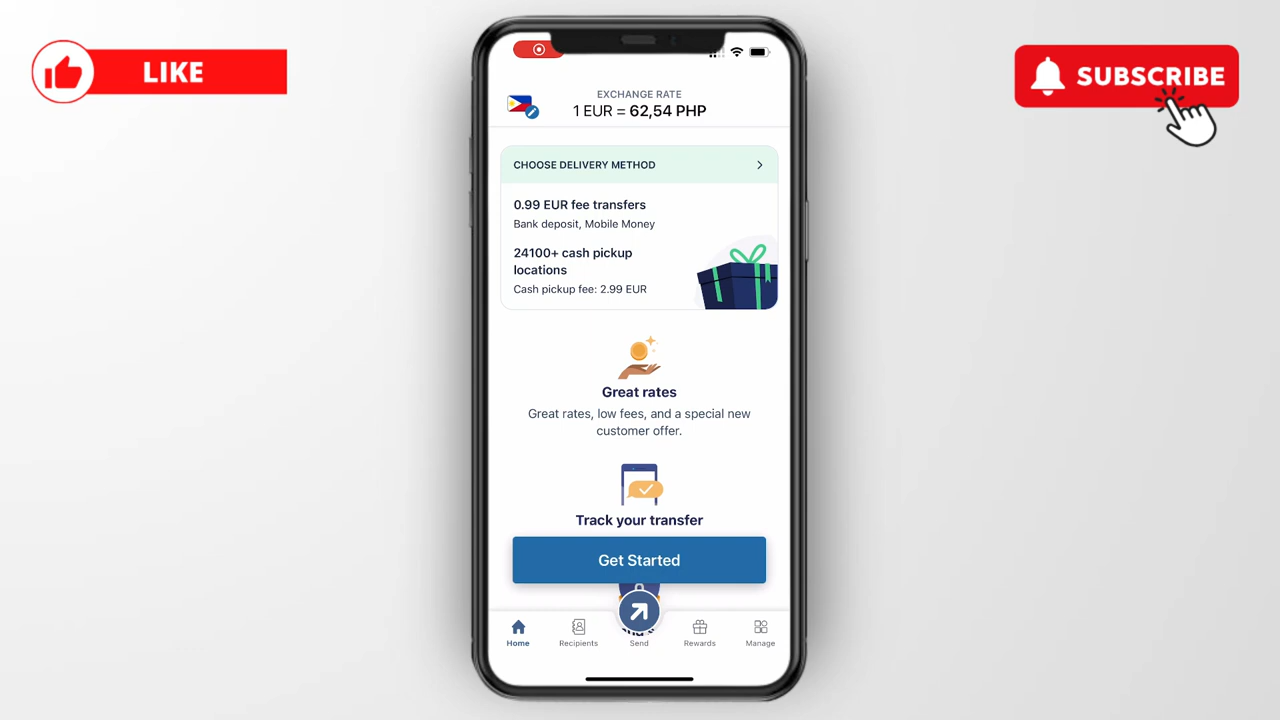 LIKE
SUBSCRIBE
EXCHANGE RATE
1 EUR = 62,54 PHP
CHOOSE DELIVERY METHOD
0.99 EUR fee transfers
Bank deposit, Mobile Money
24100+ cash pickup
locations
Cash pickup fee: 2.99 EUR
Great rates
Great rates, low fees, and a special new
customer offer.
Track your transfer
Get Started
Home
Recipients
Send
Rewards
Manage